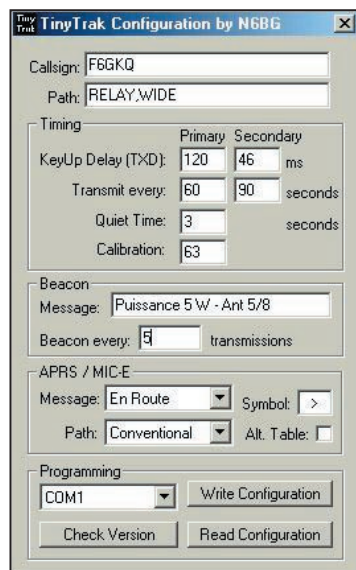 Tiny Trak TinyTrak Configuration by N6BG
Callsign: F6GKQ
Path: RELAY,WIDE
Timing
Primary Secondary
KeyUp Delay (TXD): 120 46 ms
Transmit every: 60 90 seconds
Quiet Time: 3 seconds
Calibration: 63
Beacon
Message: Puissance 5 W - Ant 5/8
Beacon every: 5 transmissions
APRS / MIC-E
Message: En Route Symbol: >
Path: Conventional Alt. Table:
Programming
COM1 Write Configuration
Check Version Read Configuration